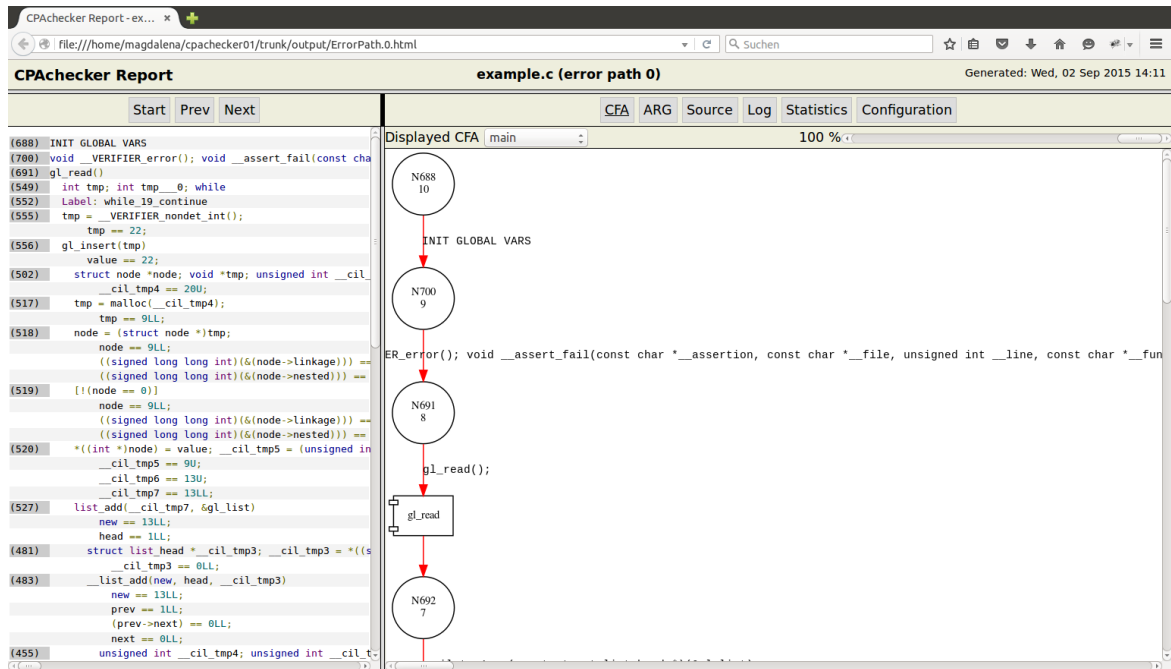 CPAchecker Report - ex... ×
file:///home/magdalena/cpachecker01/trunk/output/ErrorPath.0.html
Suchen
CPAchecker Report
example.c (error path 0)
Generated: Wed, 02 Sep 2015 14:11
Start Prev Next
CFA ARG Source Log Statistics Configuration
Displayed CFA main
100 %
(688) INIT GLOBAL VARS
(700) void __VERIFIER_error(); void __assert_fail(const cha
(691) gl_read()
(549) int tmp; int tmp___0; while
(552) Label: while_19_continue
(555) tmp = __VERIFIER_nondet_int();
tmp == 22;
(556) gl_insert(tmp)
value == 22;
(502) struct node *node; void *tmp; unsigned int __cil_
__cil_tmp4 == 20U;
(517) tmp = malloc(__cil_tmp4);
tmp == 9LL;
(518) node = (struct node *)tmp;
node == 9LL;
((signed long long int)(&(node->linkage))) ==
((signed long long int)(&(node->nested))) ==
(519) [!(node == 0)]
node == 9LL;
((signed long long int)(&(node->linkage))) ==
((signed long long int)(&(node->nested))) ==
(520) *((int *)node) = value; __cil_tmp5 = (unsigned in
__cil_tmp5 == 9U;
__cil_tmp6 == 13U;
__cil_tmp7 == 13LL;
(527) list_add(__cil_tmp7, &gl_list)
new == 13LL;
head == 1LL;
(481) struct list_head *__cil_tmp3; __cil_tmp3 = *((s
__cil_tmp3 == 0LL;
(483) __list_add(new, head, __cil_tmp3)
new == 13LL;
prev == 1LL;
(prev->next) == 0LL;
next == 0LL;
(455) unsigned int __cil_tmp4; unsigned int __cil_t
N688
10
INIT GLOBAL VARS
N700
9
ER_error(); void __assert_fail(const char *__assertion, const char *__file, unsigned int __line, const char *__fun
N691
8
gl_read();
gl_read
N692
7